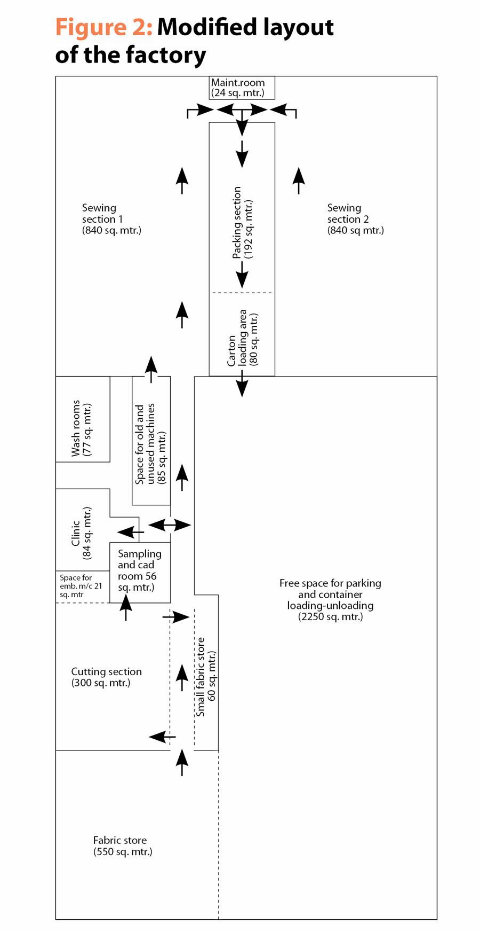 Figure 2: Modified layout
of the factory
Maint.room
(24 sq. mtr.)
Sewing
section 1
(840 sq. mtr.)
Packing section
(192 sq. mtr.)
Sewing
section 2
(840 sq mtr.)
Carton
loading area
(80 sq. mtr.)
Wash rooms
(77 sq. mtr.)
Space for old and
unused machines
(85 sq. mtr.)
Clinic
(84 sq. mtr.)
Sampling
and cad
room 56
sq. mtr.)
Space for
emb. m/c 21
sq. mtr
Free space for parking
and container
loading-unloading
(2250 sq. mtr.)
Cutting section
(300 sq. mtr.)
Small fabric store
60 sq. mtr.)
Fabric store
(550 sq. mtr.)